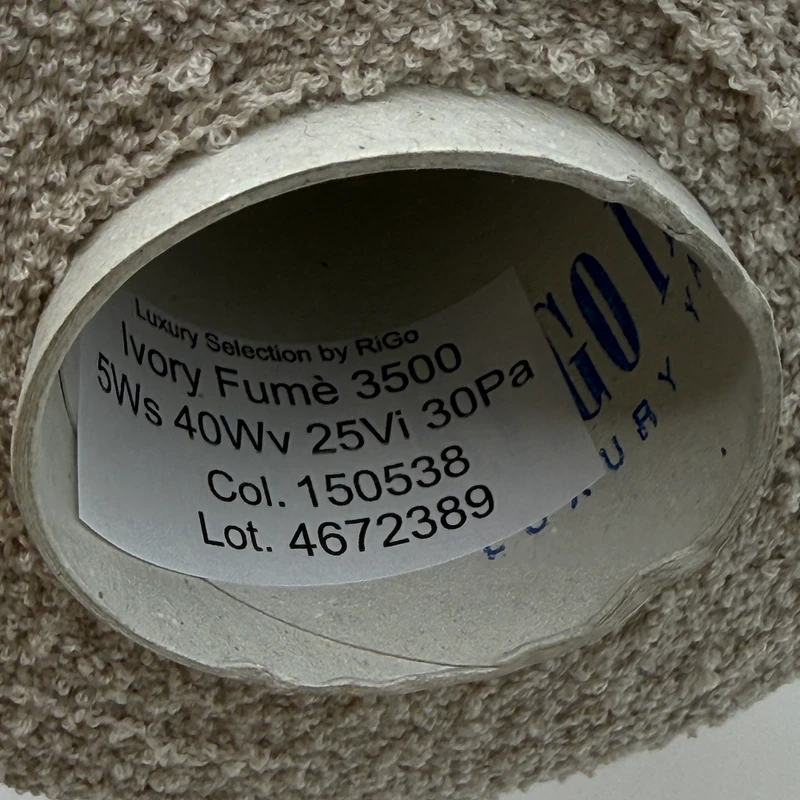 Luxury Selection by RiGo
Ivory Fumè 3500
5Ws 40Wv 25Vi 30Pa
Col. 150538
Lot. 4672389